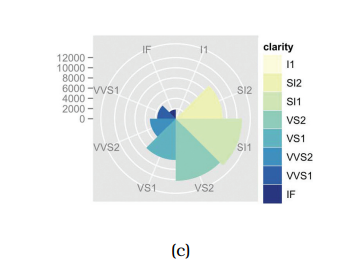 IF
I1
clarity
12000
10000
8000
6000
4000
2000
0
VVS1
SI2
VVS2
SI1
VS1
VS2
I1
SI2
SI1
VS2
VS1
VVS2
VVS1
IF
(c)